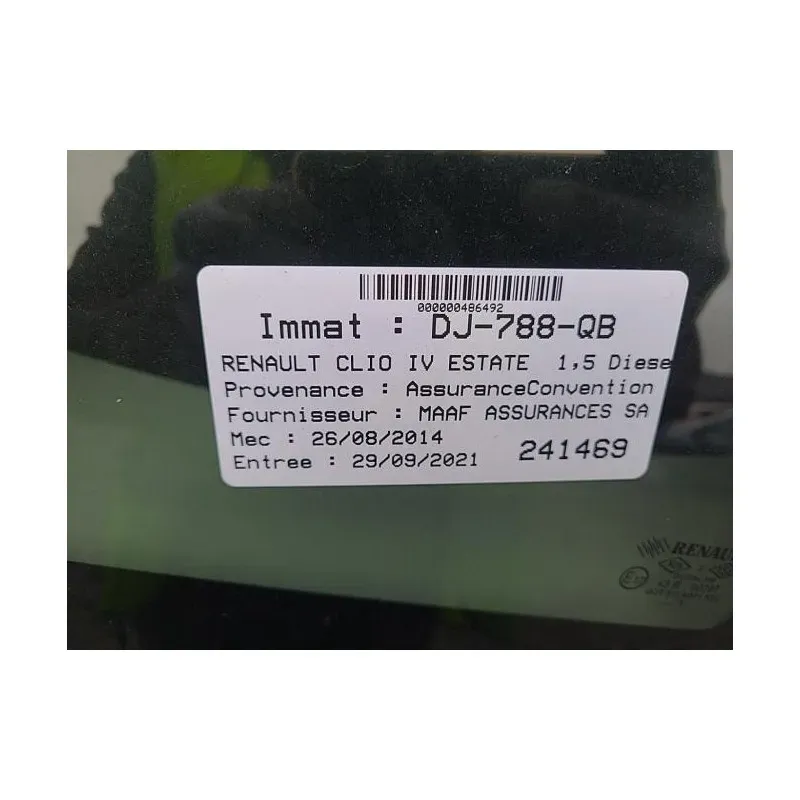 000000486492
Immat : DJ-788-QB
RENAULT CLIO IV ESTATE 1,5 Diese
Provenance : AssuranceConvention
Fournisseur : MAAF ASSURANCES SA
Mec : 26/08/2014
Entree : 29/09/2021 241469
RENAUL